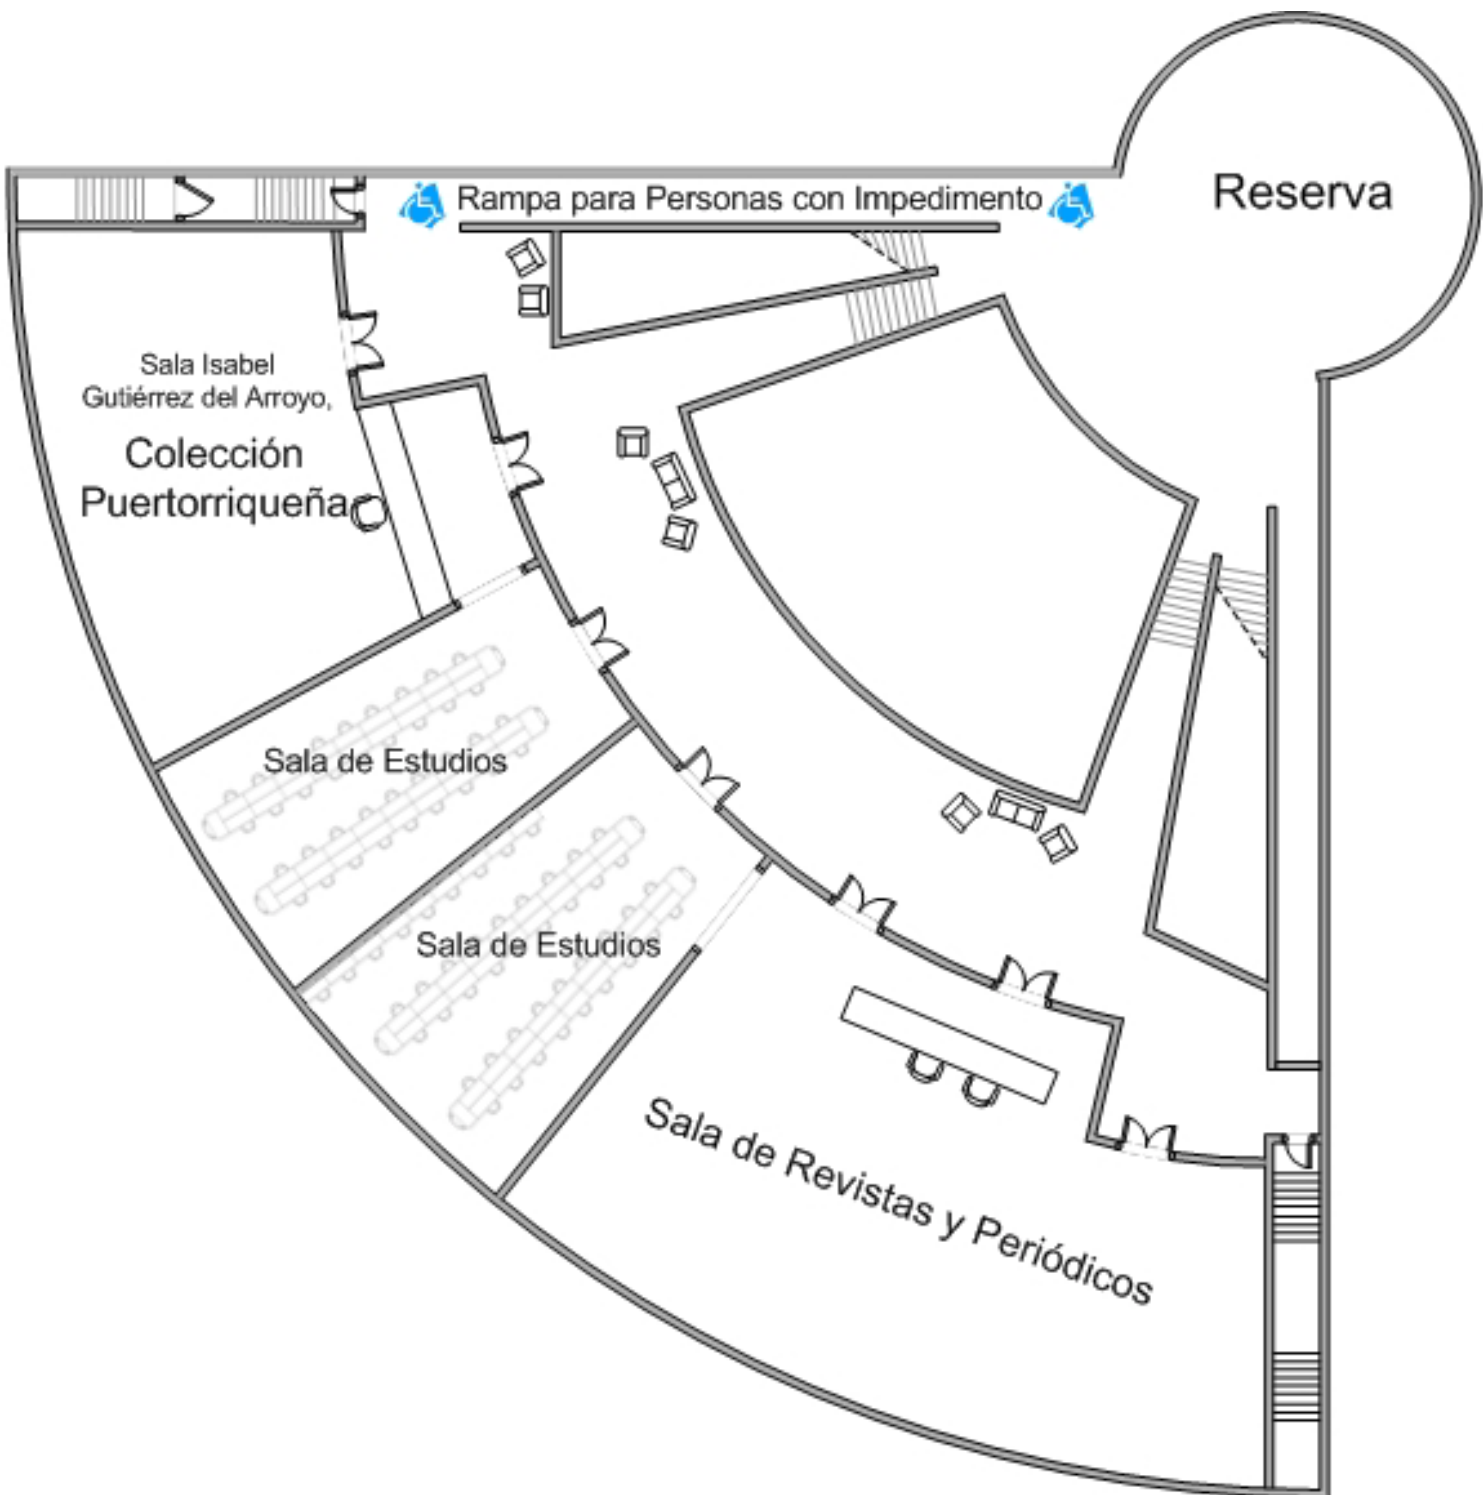 Rampa para Personas con Impedimento
Reserva
Sala Isabel
Gutiérrez del Arroyo,
Colección
Puertorriqueña
Sala de Estudios
Sala de Estudios
Sala de Revistas y Periódicos